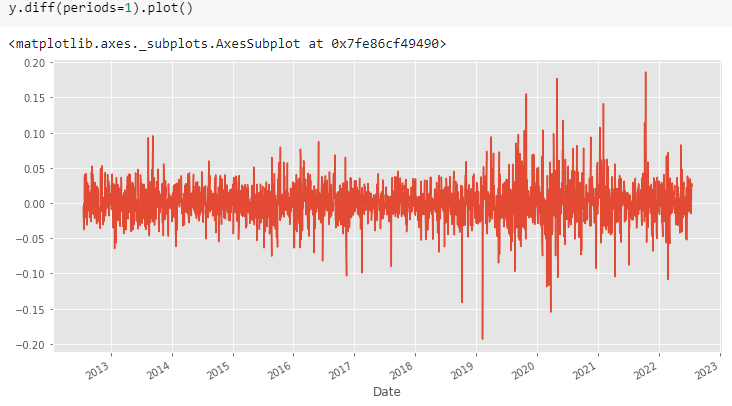 y.diff(periods=1).plot()
<matplotlib.axes._subplots.AxesSubplot at 0x7fe86cf49490>
0.20
0.15
0.10
0.05
0.00
−0.05
−0.10
−0.15
−0.20
2013 2014 2015 2016 2017 2018 2019 2020 2021 2022 2023
Date